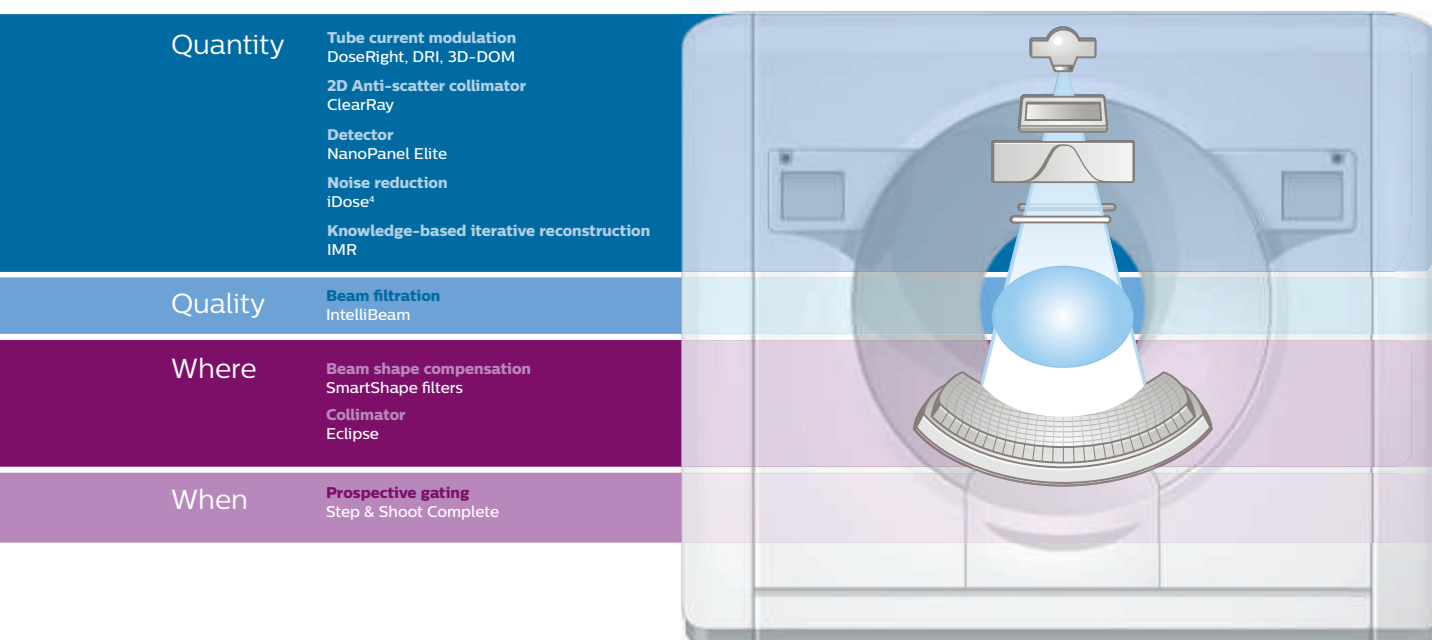 Quantity
Tube current modulation
DoseRight, DRI, 3D-DOM
2D Anti-scatter collimator
ClearRay
Detector
NanoPanel Elite
Noise reduction
iDose⁴
Knowledge-based iterative reconstruction
IMR
Quality
Beam filtration
IntelliBeam
Where
Beam shape compensation
SmartShape filters
Collimator
Eclipse
When
Prospective gating
Step & Shoot Complete